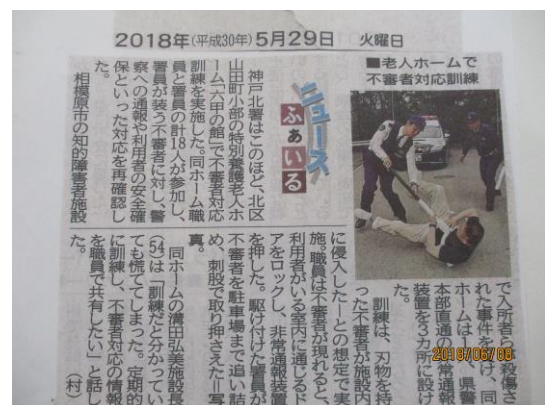 2018年(平成30年)5月29日 火曜日
■老人ホームで
不審者対応訓練
ニュース
ふぁいる
神戸北署はこのほど、北区
山田町小部の特別養護老人ホ
ーム「六甲の館」で不審者対応
訓練を実施した。同ホーム職
員と署員の計18人が参加し、
署員が装う不審者に対し、警
察への通報や利用者の安全確
保といった対応を再確認し
た。
相模原市の知的障害者施設
で入所者らが殺傷さ
れた事件を受け、同
ホームは、県警
本部直通の非常通報
装置を3カ所に設け
た。
訓練は、刃物を持
った不審者が施設内
に侵入した―との想定で実
施。職員は不審者が現れると、
利用者がいる室内に通じるド
アをロックし、非常通報装置
を押した。駆け付けた署員が
不審者を駐車場まで追い詰
め、刺股で取り押さえた＝写
真。
同ホームの溝田弘美施設長
(54)は「訓練だと分かってい
ても慌ててしまった。定期的
に訓練し、不審者対応の情報
を職員で共有したい」と話し
た。 (村)
2018/06/08